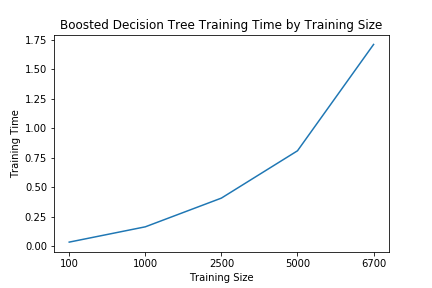 Boosted Decision Tree Training Time by Training Size
1.75
1.50
1.25
1.00
0.75
0.50
0.25
0.00
Training Time
100 1000 2500 5000 6700
Training Size